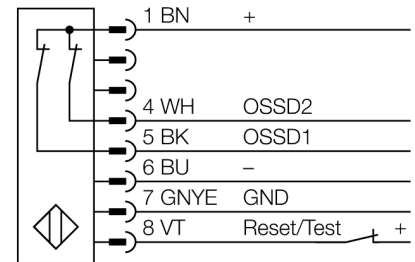 1 BN +
4 WH OSSD2
5 BK OSSD1
6 BU –
7 GNYE GND
8 VT Reset/Test +